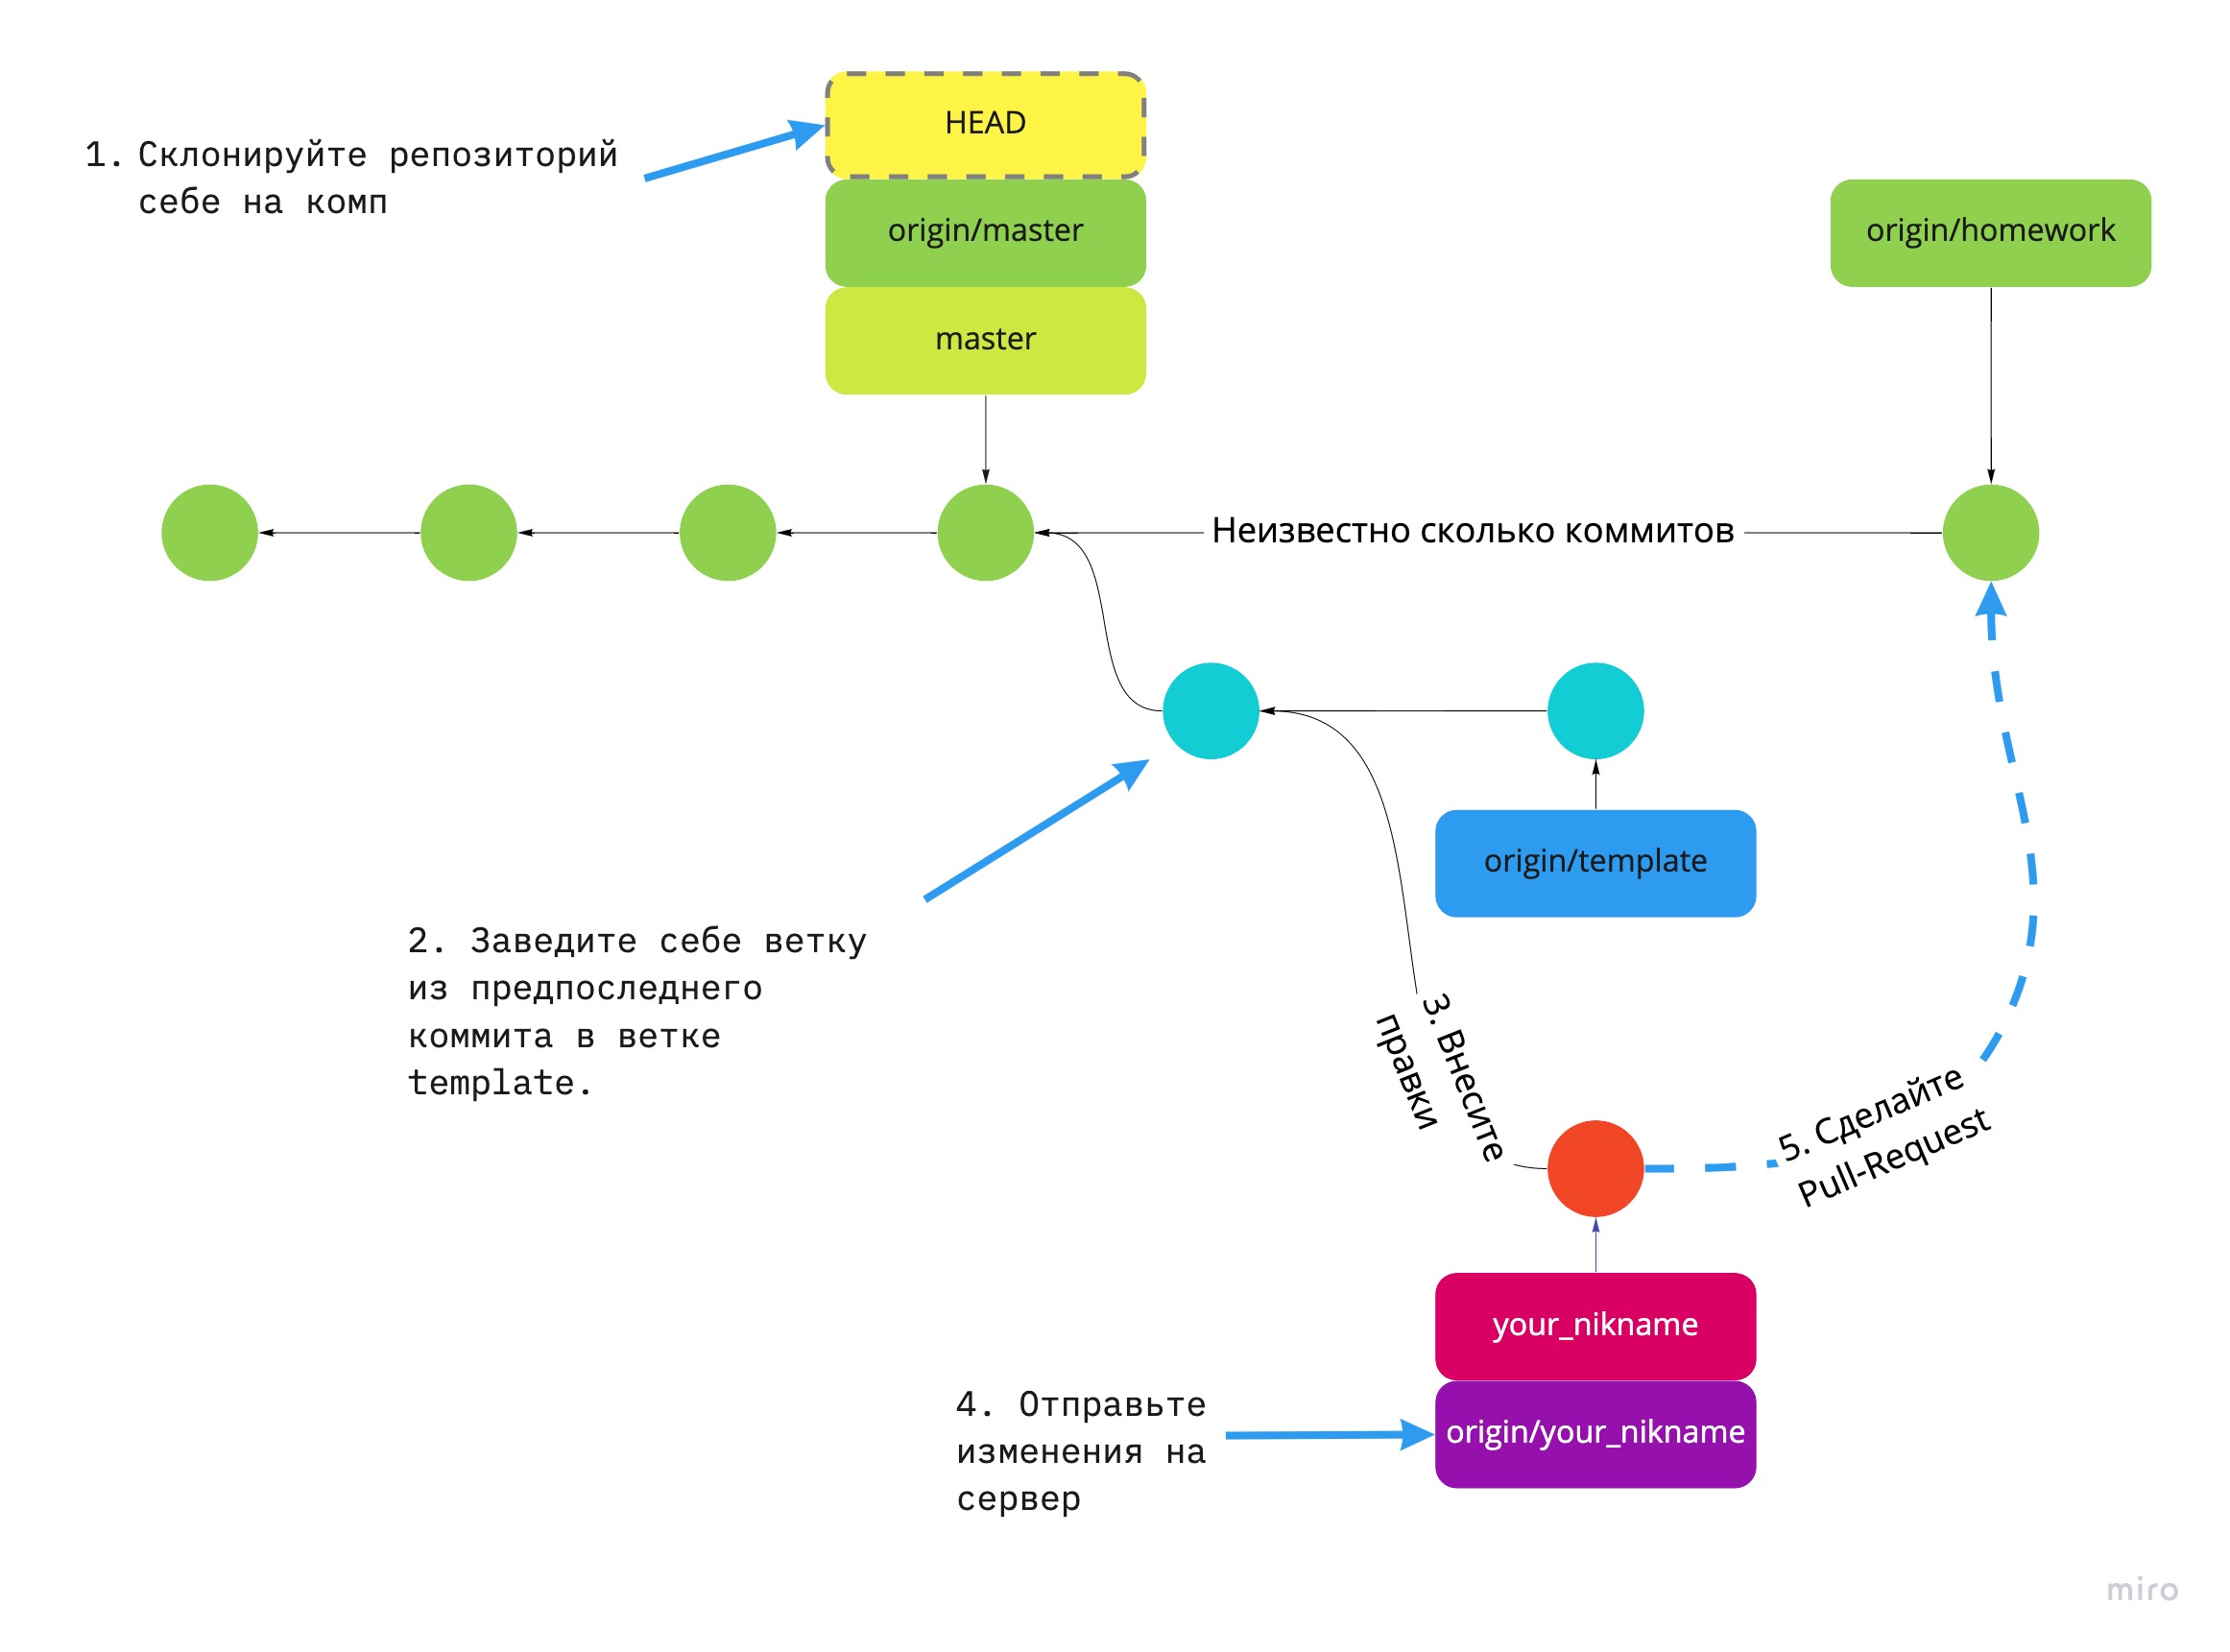 HEAD
1. Склонируйте репозиторий
себе на комп
origin/master
origin/homework
master
Неизвестно сколько коммитов
origin/template
2. Заведите себе ветку
из предпоследнего
коммита в ветке
template.
3. Внесите
правки
5. Сделайте
Pull-Request
your_nikname
4. Отправьте
изменения на
сервер
origin/your_nikname
miro